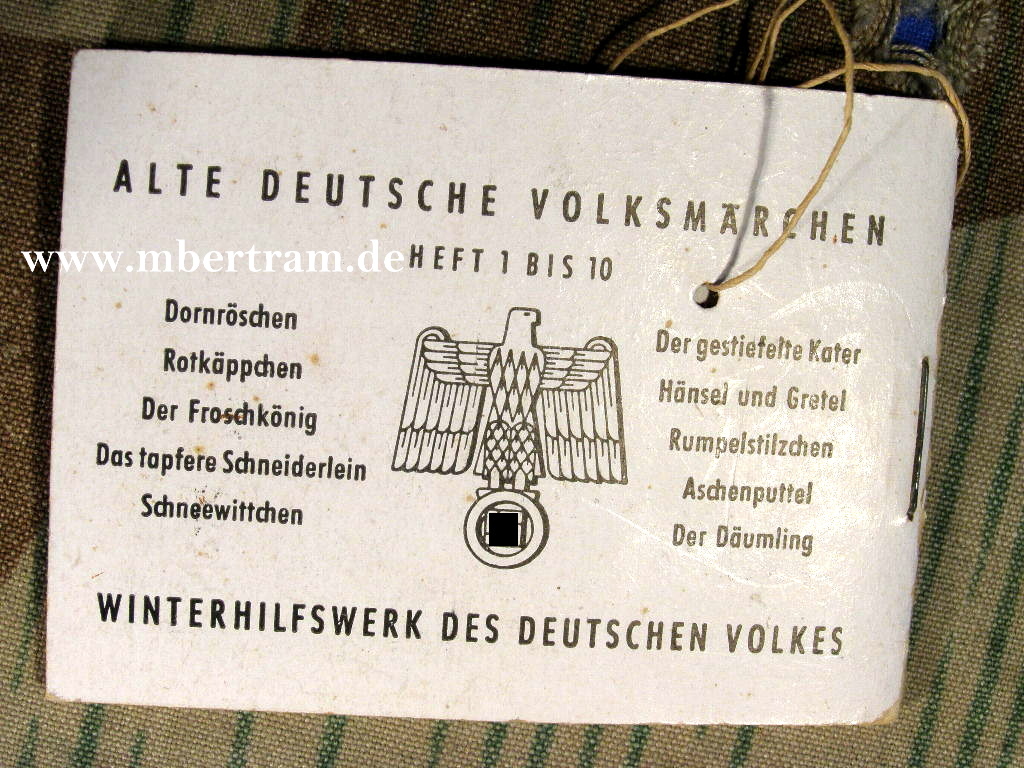 ALTE DEUTSCHE VOLKSMÄRCHEN
www.mbertram.de
HEFT 1 BIS 10
Dornröschen
Rotkäppchen
Der Froschkönig
Das tapfere Schneiderlein
Schneewittchen
Der gestiefelte Kater
Hänsel und Gretel
Rumpelstilzchen
Aschenputtel
Der Däumling
WINTERHILFSWERK DES DEUTSCHEN VOLKES